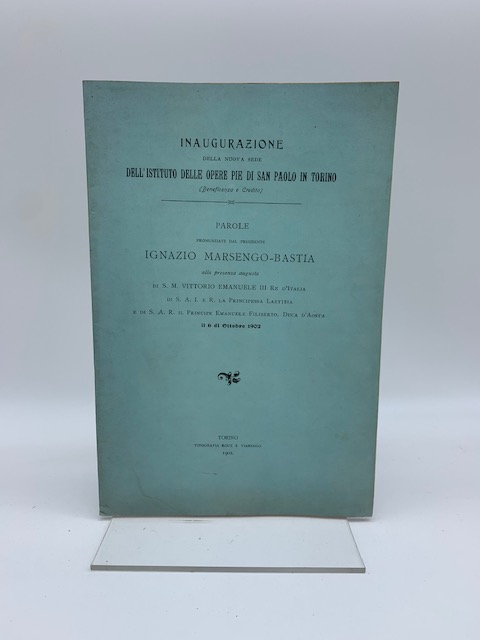 INAUGURAZIONE
DELLA NUOVA SEDE
DELL'ISTITUTO DELLE OPERE PIE DI SAN PAOLO IN TORINO
(Beneficenza e Credito)
PAROLE
PRONUNZIATE DAL PRESIDENTE
IGNAZIO MARSENGO-BASTIA
alla presenza augusta
DI S. M. VITTORIO EMANUELE III RE D'ITALIA
DI S. A. I. E R. LA PRINCIPESSA LAETITIA
E DI S. A. R. IL PRINCIPE EMANUELE FILIBERTO, DUCA D'AOSTA
il 6 di Ottobre 1902
TORINO
TIPOGRAFIA ROUX E VIARENGO
1902.